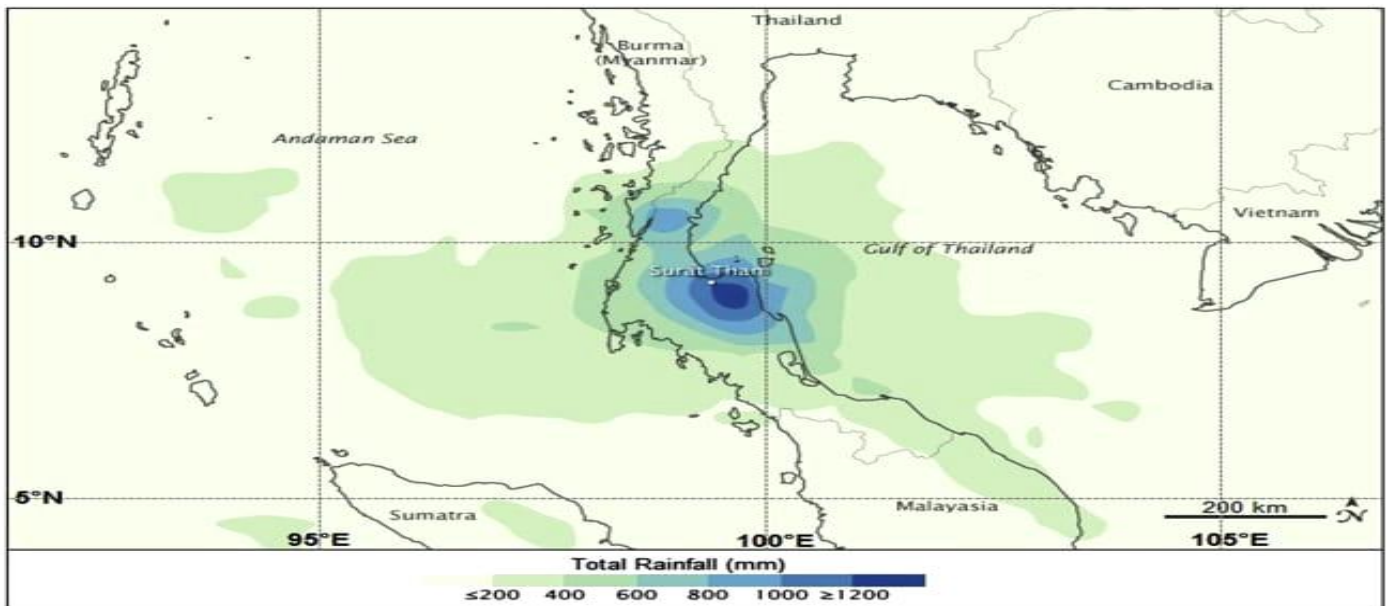 Thailand
Burma
(Myanmar)
Cambodia
Andaman Sea
Vietnam
10°N
Gulf of Thailand
Surat Thani
5°N
Sumatra
Malayasia
200 km
N
95°E
100°E
105°E
Total Rainfall (mm)
≤200 400 600 800 1000 ≥1200